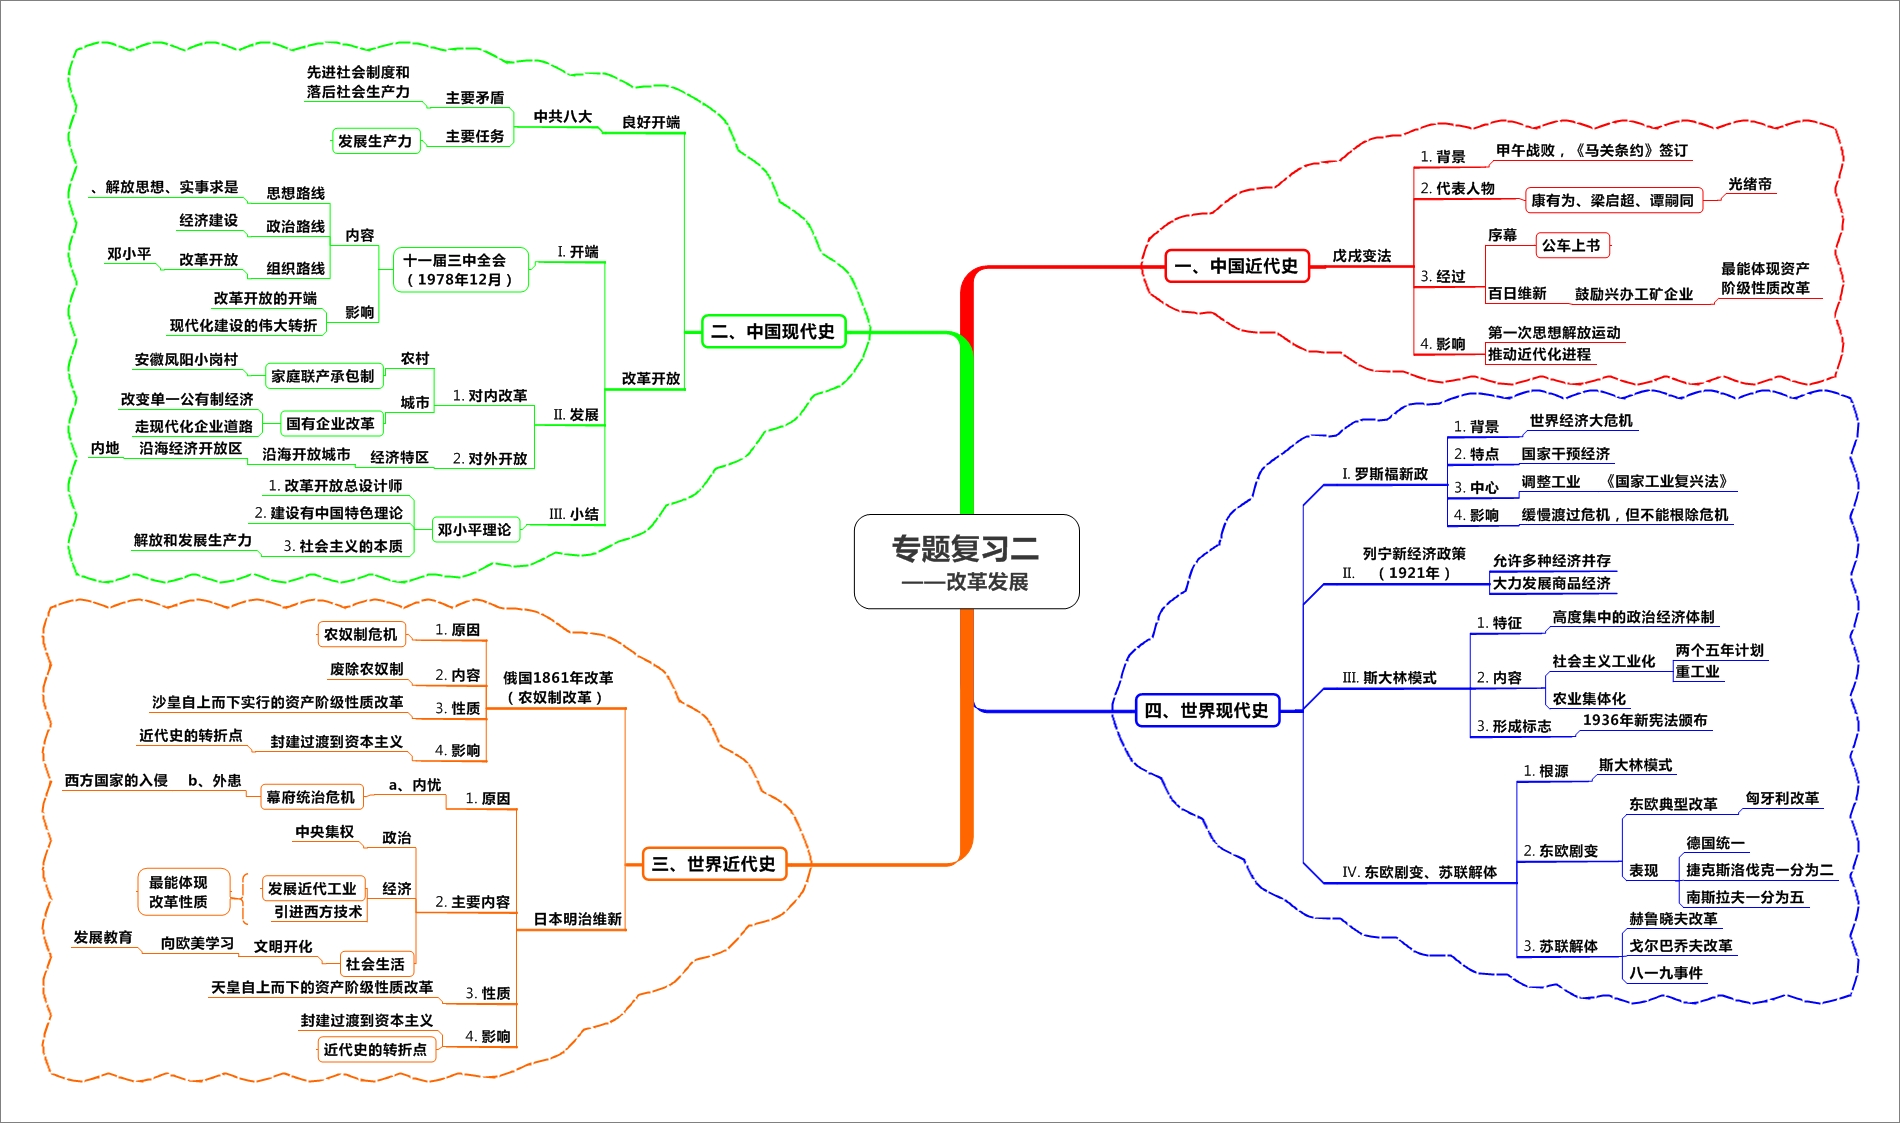 专题复习二
——改革发展
一、中国近代史
戊戌变法
1. 背景
甲午战败，《马关条约》签订
2. 代表人物
康有为、梁启超、谭嗣同
光绪帝
3. 经过
序幕
公车上书
百日维新
鼓励兴办工矿企业
最能体现资产
阶级性质改革
4. 影响
第一次思想解放运动
推动近代化进程
二、中国现代史
良好开端
中共八大
主要矛盾
先进社会制度和
落后社会生产力
主要任务
发展生产力
改革开放
I. 开端
十一届三中全会
（1978年12月）
内容
思想路线
、解放思想、实事求是
政治路线
经济建设
组织路线
改革开放
邓小平
影响
改革开放的开端
现代化建设的伟大转折
II. 发展
1. 对内改革
农村
家庭联产承包制
安徽凤阳小岗村
城市
国有企业改革
改变单一公有制经济
走现代化企业道路
2. 对外开放
经济特区
沿海开放城市
沿海经济开放区
内地
III. 小结
邓小平理论
1. 改革开放总设计师
2. 建设有中国特色理论
3. 社会主义的本质
解放和发展生产力
三、世界近代史
俄国1861年改革
（农奴制改革）
1. 原因
农奴制危机
2. 内容
废除农奴制
3. 性质
沙皇自上而下实行的资产阶级性质改革
4. 影响
封建过渡到资本主义
近代史的转折点
日本明治维新
1. 原因
a、内忧
幕府统治危机
b、外患
西方国家的入侵
2. 主要内容
政治
中央集权
经济
发展近代工业
引进西方技术
最能体现
改革性质
社会生活
文明开化
向欧美学习
发展教育
3. 性质
天皇自上而下的资产阶级性质改革
4. 影响
封建过渡到资本主义
近代史的转折点
四、世界现代史
I. 罗斯福新政
1. 背景
世界经济大危机
2. 特点
国家干预经济
3. 中心
调整工业 《国家工业复兴法》
4. 影响
缓慢渡过危机，但不能根除危机
II. 列宁新经济政策
（1921年）
允许多种经济并存
大力发展商品经济
III. 斯大林模式
1. 特征
高度集中的政治经济体制
2. 内容
社会主义工业化
两个五年计划
重工业
农业集体化
3. 形成标志
1936年新宪法颁布
IV. 东欧剧变、苏联解体
1. 根源
斯大林模式
2. 东欧剧变
东欧典型改革
匈牙利改革
表现
德国统一
捷克斯洛伐克一分为二
南斯拉夫一分为五
3. 苏联解体
赫鲁晓夫改革
戈尔巴乔夫改革
八一九事件